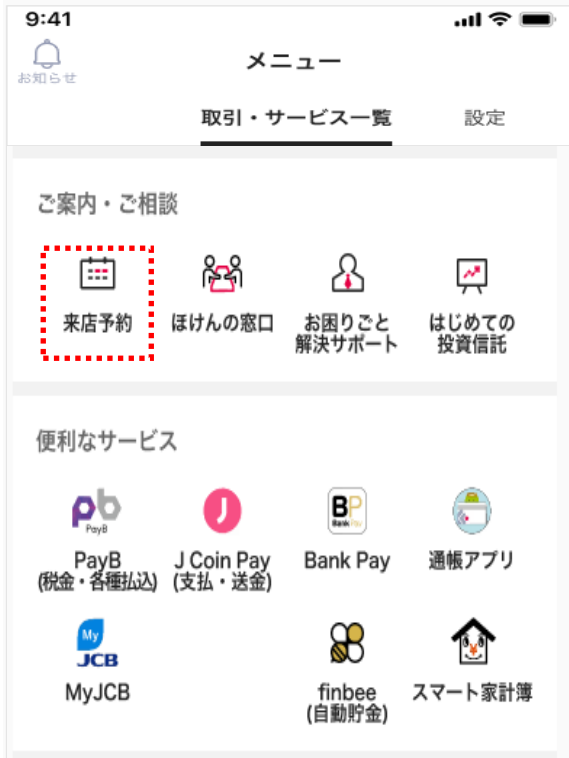 9:41
お知らせ
メニュー
取引・サービス一覧
設定
ご案内・ご相談
来店予約
ほけんの窓口
お困りごと
解決サポート
はじめての
投資信託
便利なサービス
pb
PayB
J
BP
Bank Pay
PayB
(税金・各種払込)
J Coin Pay
(支払・送金)
Bank Pay
通帳アプリ
My
JCB
MyJCB
finbee
(自動貯金)
スマート家計簿